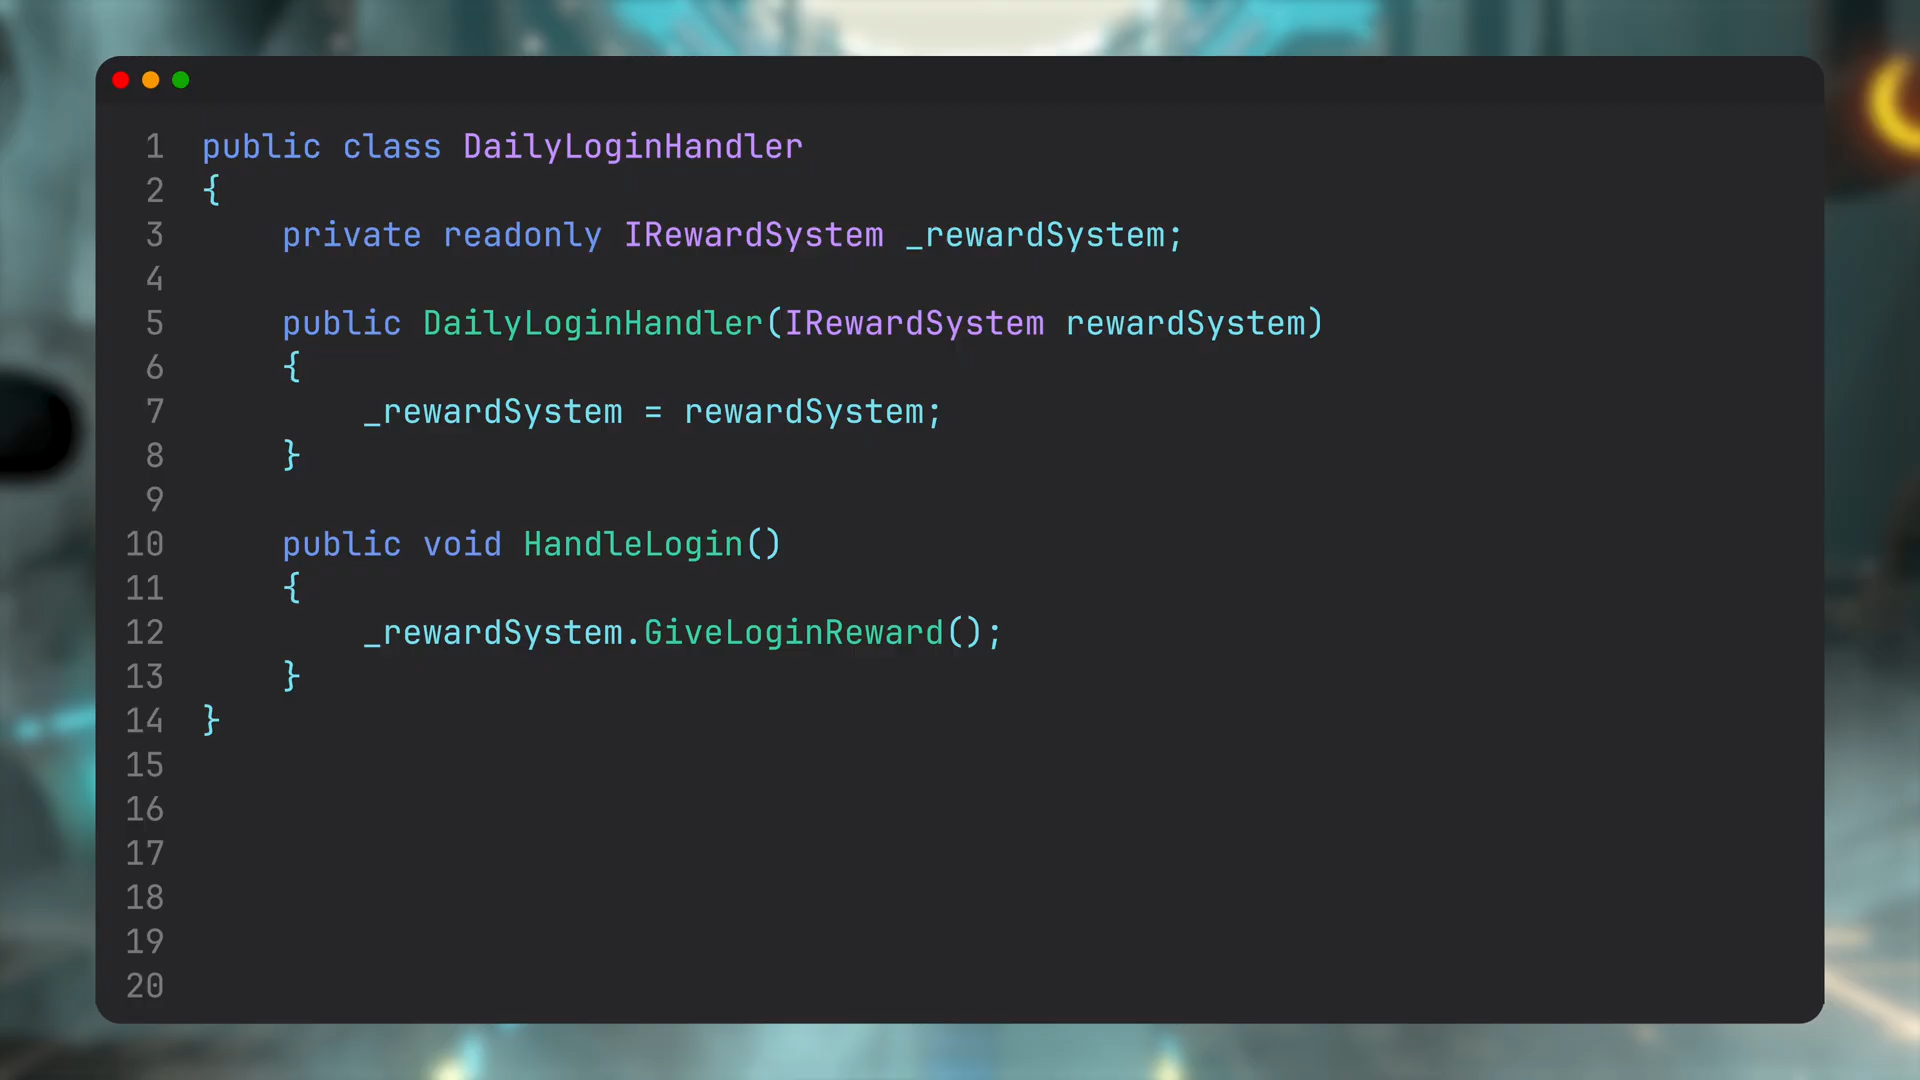 1 public class DailyLoginHandler
2 {
3     private readonly IRewardSystem _rewardSystem;
4
5     public DailyLoginHandler(IRewardSystem rewardSystem)
6     {
7         _rewardSystem = rewardSystem;
8     }
9
10     public void HandleLogin()
11     {
12         _rewardSystem.GiveLoginReward();
13     }
14 }
15
16
17
18
19
20